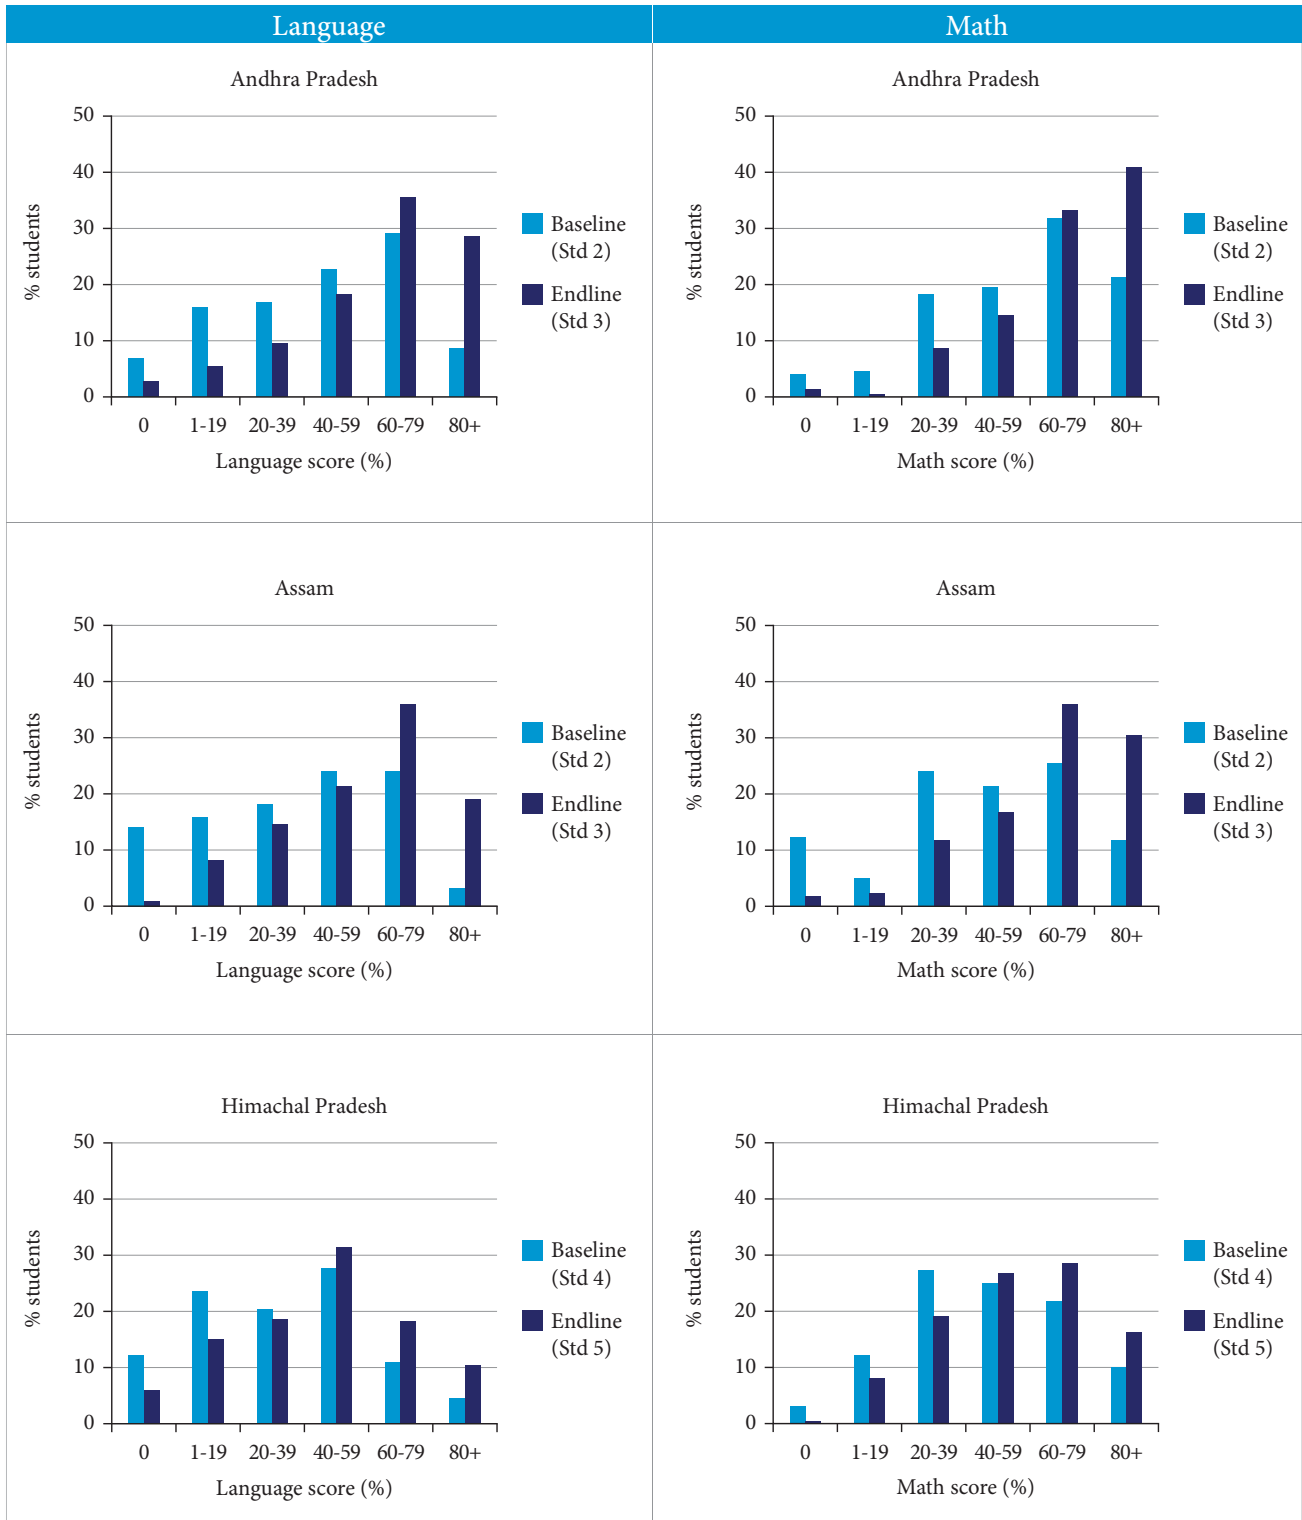 Language
Math
Andhra Pradesh
50
40
30
20
10
0
% students
0 1-19 20-39 40-59 60-79 80+
Language score (%)
Baseline
(Std 2)
Endline
(Std 3)
Andhra Pradesh
50
40
30
20
10
0
% students
0 1-19 20-39 40-59 60-79 80+
Math score (%)
Baseline
(Std 2)
Endline
(Std 3)
Assam
50
40
30
20
10
0
% students
0 1-19 20-39 40-59 60-79 80+
Language score (%)
Baseline
(Std 2)
Endline
(Std 3)
Assam
50
40
30
20
10
0
% students
0 1-19 20-39 40-59 60-79 80+
Math score (%)
Baseline
(Std 2)
Endline
(Std 3)
Himachal Pradesh
50
40
30
20
10
0
% students
0 1-19 20-39 40-59 60-79 80+
Language score (%)
Baseline
(Std 4)
Endline
(Std 5)
Himachal Pradesh
50
40
30
20
10
0
% students
0 1-19 20-39 40-59 60-79 80+
Math score (%)
Baseline
(Std 4)
Endline
(Std 5)